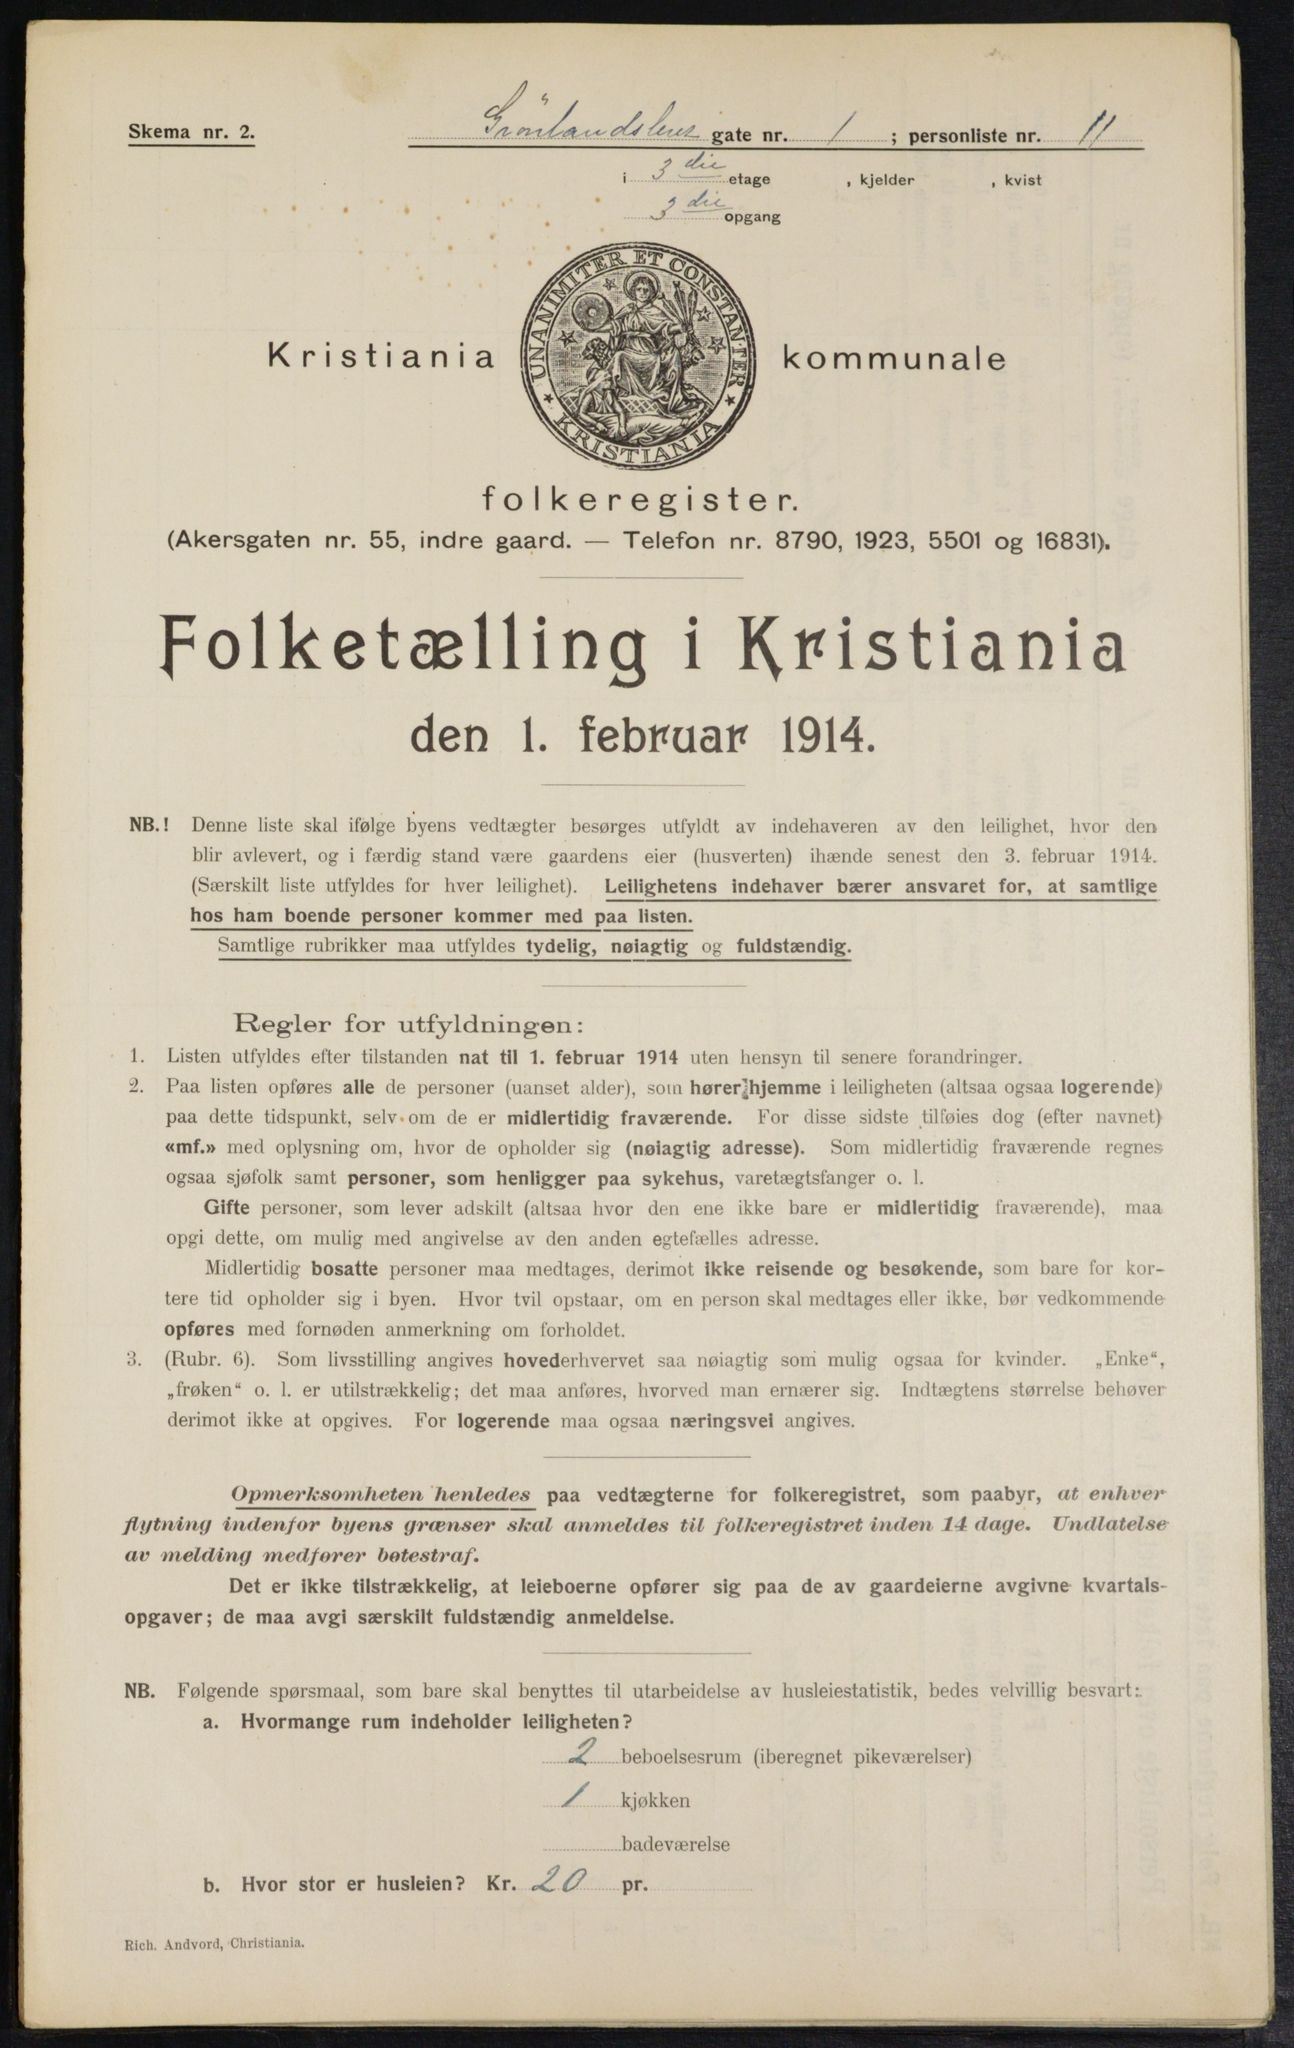 Skema nr. 2. Grönlandsleret gate nr. 1 ; personliste nr. 11
i 3 die etage , kjelder , kvist
3 die opgang
UNANIMITER ET CONSTANTER
KRISTIANIA
Kristiania kommunale
folkeregister.
(Akersgaten nr. 55, indre gaard. — Telefon nr. 8790, 1923, 5501 og 16831).
Folketælling i Kristiania
den 1. februar 1914.
NB.! Denne liste skal ifølge byens vedtægter besørges utfyldt av indehaveren av den leilighet, hvor den
blir avlevert, og i færdig stand være gaardens eier (husverten) ihænde senest den 3. februar 1914.
(Særskilt liste utfyldes for hver leilighet). Leilighetens indehaver bærer ansvaret for, at samtlige
hos ham boende personer kommer med paa listen.
Samtlige rubrikker maa utfyldes tydelig, nøiagtig og fuldstændig.
Regler for utfyldningen:
1. Listen utfyldes efter tilstanden nat til 1. februar 1914 uten hensyn til senere forandringer.
2. Paa listen opføres alle de personer (uanset alder), som hører hjemme i leiligheten (altsaa ogsaa logerende)
paa dette tidspunkt, selv om de er midlertidig fraværende. For disse sidste tilføies dog (efter navnet)
«mf.» med oplysning om, hvor de opholder sig (nøiagtig adresse). Som midlertidig fraværende regnes
ogsaa sjøfolk samt personer, som henligger paa sykehus, varetægtsfanger o. l.
Gifte personer, som lever adskilt (altsaa hvor den ene ikke bare er midlertidig fraværende), maa
opgi dette, om mulig med angivelse av den anden egtefælles adresse.
Midlertidig bosatte personer maa medtages, derimot ikke reisende og besøkende, som bare for kor-
tere tid opholder sig i byen. Hvor tvil opstaar, om en person skal medtages eller ikke, bør vedkommende
opføres med fornøden anmerkning om forholdet.
3. (Rubr. 6). Som livsstilling angives hovederhvervet saa nøiagtig som mulig ogsaa for kvinder. „Enke“,
„frøken“ o. l. er utilstrækkelig; det maa anføres, hvorved man ernærer sig. Indtægtens størrelse behøver
derimot ikke at opgives. For logerende maa ogsaa næringsvei angives.
Opmerksomheten henledes paa vedtægterne for folkeregistret, som paabyr, at enhver
flytning indenfor byens grænser skal anmeldes til folkeregistret inden 14 dage. Undlatelse
av melding medfører bøtestraf.
Det er ikke tilstrækkelig, at leieboerne opfører sig paa de av gaardeierne avgivne kvartals-
opgaver; de maa avgi særskilt fuldstændig anmeldelse.
NB. Følgende spørsmaal, som bare skal benyttes til utarbeidelse av husleiestatistik, bedes velvillig besvart:
a. Hvormange rum indeholder leiligheten?
2 beboelsesrum (iberegnet pikeværelser)
1 kjøkken
badeværelse
b. Hvor stor er husleien? Kr. 20 pr.
Rich. Andvord, Christiania.